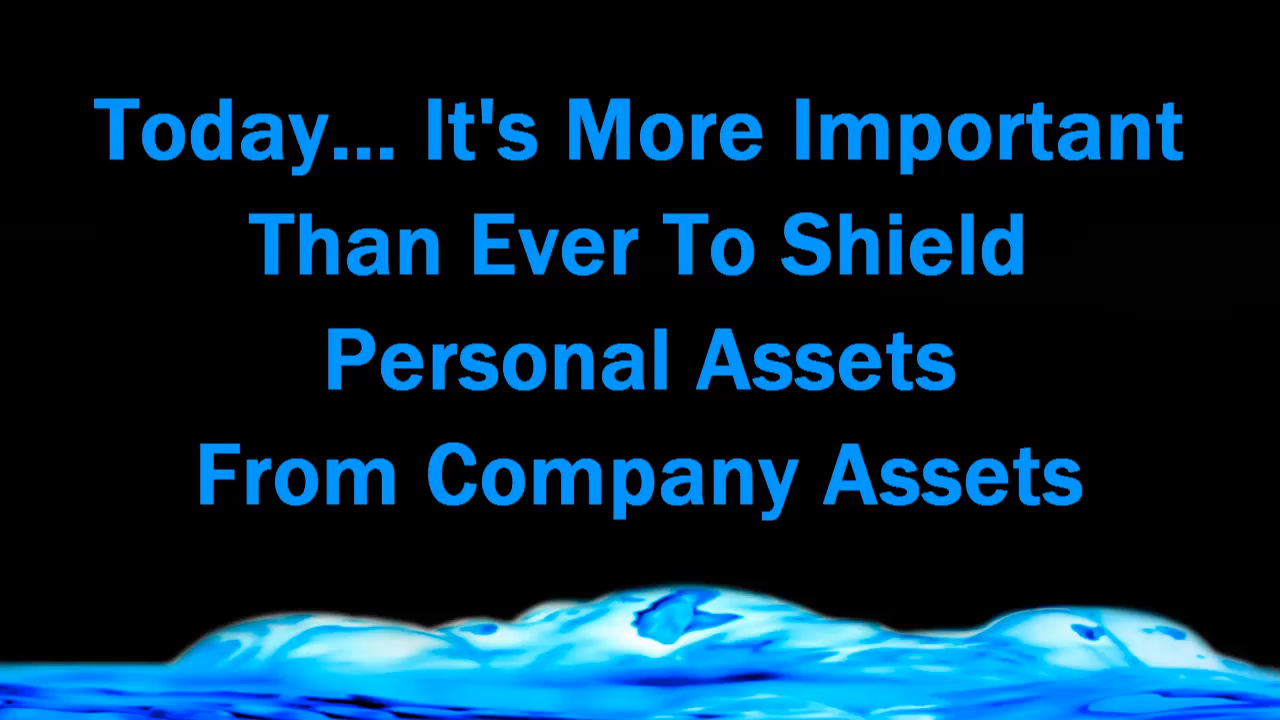 Today... It's More Important
Than Ever To Shield
Personal Assets
From Company Assets